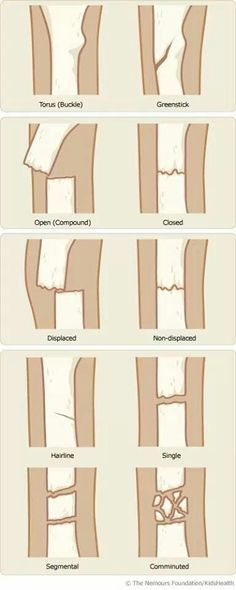 Torus (Buckle) Greenstick
Open (Compound) Closed
Displaced Non-displaced
Hairline Single
Segmental Comminuted
© The Nemours Foundation/KidsHealth